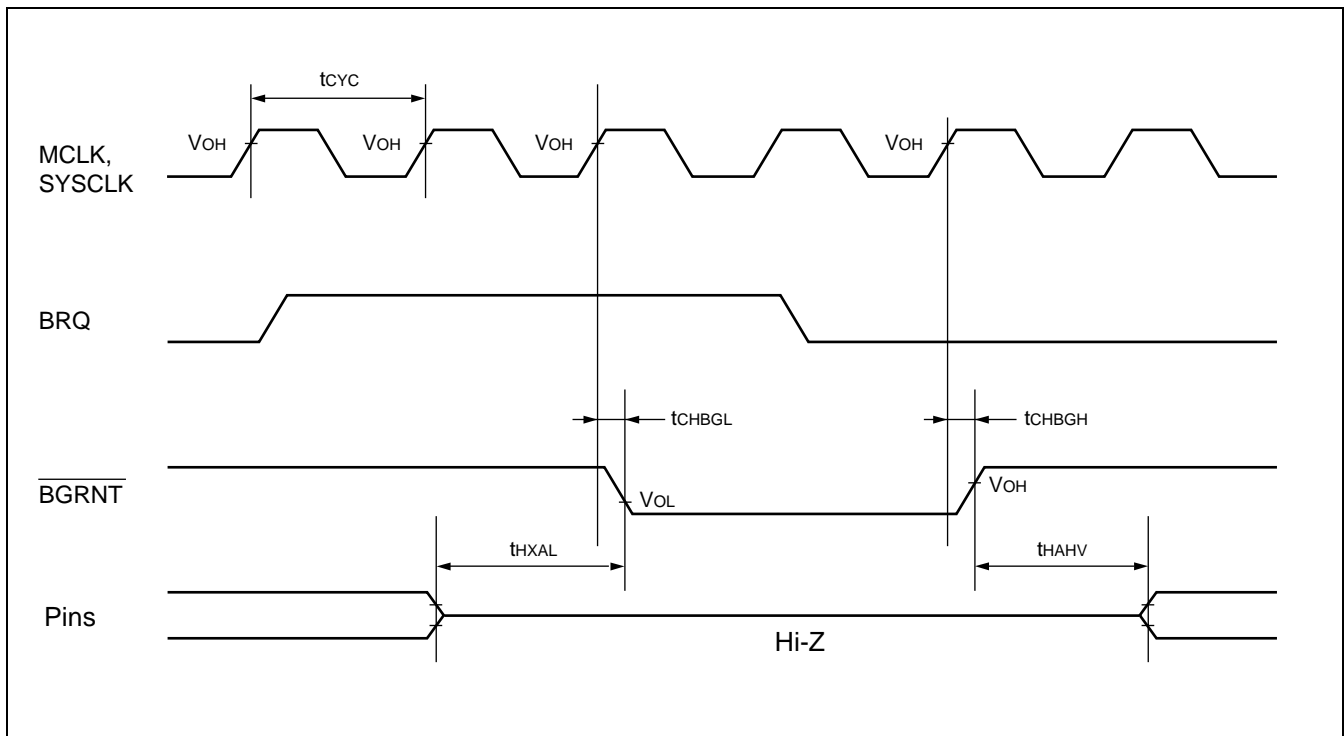 tCYC
VOH
VOH
VOH
VOH
MCLK,
SYSCLK
BRQ
tCHBGL
tCHBGH
BGRNT
VOL
VOH
tHXAL
tHAHV
Pins
Hi-Z